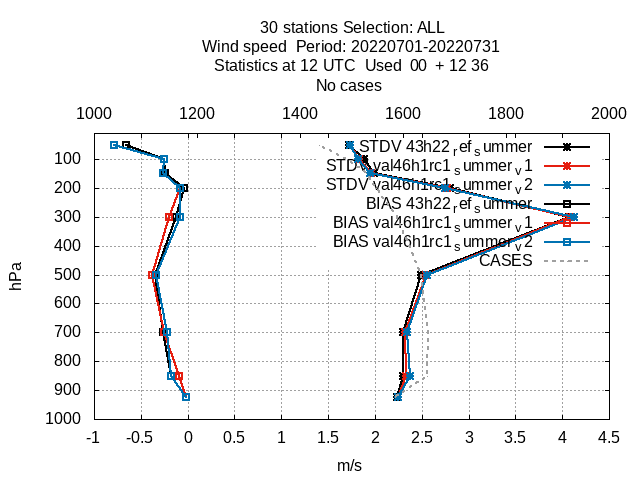 30 stations Selection: ALL
Wind speed Period: 20220701-20220731
Statistics at 12 UTC Used 00 + 12 36
No cases
1000 1200 1400 1600 1800 2000
STDV 43h22_ref_summer
STDV val46h1rc1_summer_v1
STDV val46h1rc1_summer_v2
BIAS 43h22_ref_summer
BIAS val46h1rc1_summer_v1
BIAS val46h1rc1_summer_v2
CASES
100
200
300
400
500
600
700
800
900
1000
hPa
-1 -0.5 0 0.5 1 1.5 2 2.5 3 3.5 4 4.5
m/s